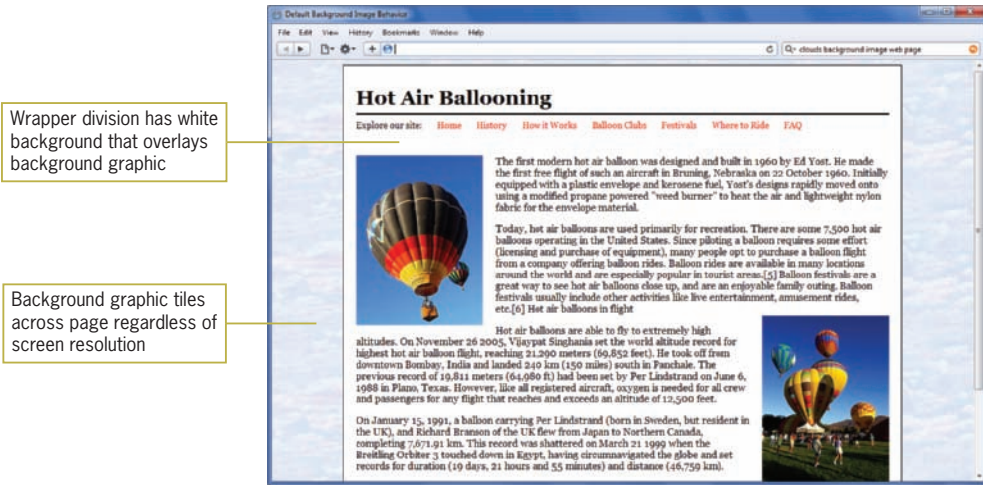 Default Background Image Behavior
File Edit View History Bookmarks Window Help
clouds background image web page
Hot Air Ballooning
Explore our site: Home History How it Works Balloon Clubs Festivals Where to Ride FAQ
Wrapper division has white
background that overlays
background graphic
The first modern hot air balloon was designed and built in 1960 by Ed Yost. He made
the first free flight of such an aircraft in Bruning, Nebraska on 22 October 1960. Initially
equipped with a plastic envelope and kerosene fuel, Yost's designs rapidly moved onto
using a modified propane powered "weed burner" to heat the air and lightweight nylon
fabric for the envelope material.
Today, hot air balloons are used primarily for recreation. There are some 7,500 hot air
balloons operating in the United States. Since piloting a balloon requires some effort
(licensing and purchase of equipment), many people opt to purchase a balloon flight
from a company offering balloon rides. Balloon rides are available in many locations
around the world and are especially popular in tourist areas.[5] Balloon festivals are a
great way to see hot air balloons close up, and are an enjoyable family outing. Balloon
festivals usually include other activities like live entertainment, amusement rides,
etc.[6] Hot air balloons in flight
Background graphic tiles
across page regardless of
screen resolution
Hot air balloons are able to fly to extremely high
altitudes. On November 26 2005, Vijaypat Singhania set the world altitude record for
highest hot air balloon flight, reaching 21,290 meters (69,852 feet). He took off from
downtown Bombay, India and landed 240 km (150 miles) south in Panchale. The
previous record of 19,811 meters (64,980 ft) had been set by Per Lindstrand on June 6,
1988 in Plano, Texas. However, like all registered aircraft, oxygen is needed for all crew
and passengers for any flight that reaches and exceeds an altitude of 12,500 feet.
On January 15, 1991, a balloon carrying Per Lindstrand (born in Sweden, but resident in
the UK), and Richard Branson of the UK flew from Japan to Northern Canada,
completing 7,671.91 km. This record was shattered on March 21 1999 when the
Breitling Orbiter 3 touched down in Egypt, having circumnavigated the globe and set
records for duration (19 days, 21 hours and 55 minutes) and distance (46,759 km).